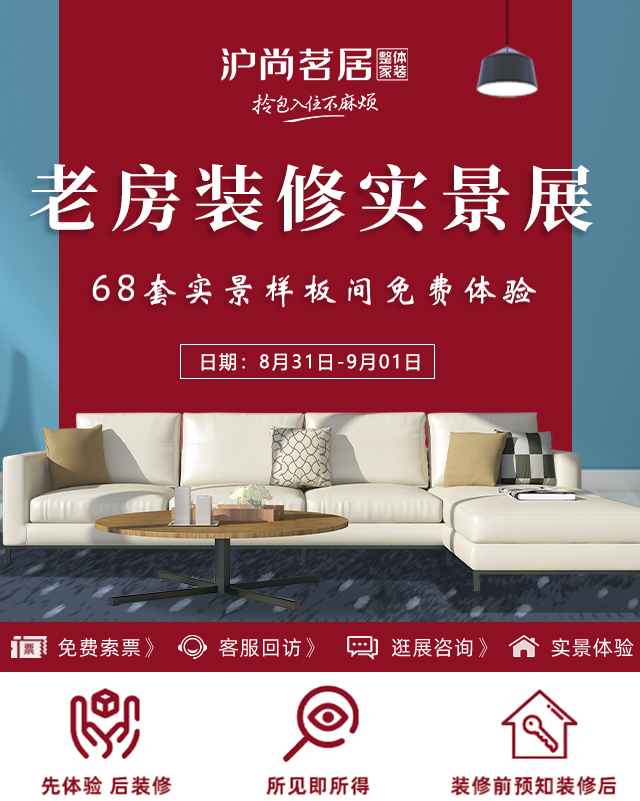 沪尚茗居 整体家装
拎包入住不麻烦
老房装修实景展
68套实景样板间免费体验
日期：8月31日-9月01日
票 免费索票》 客服回访》 逛展咨询》 实景体验
先体验 后装修 所见即所得 装修前预知装修后